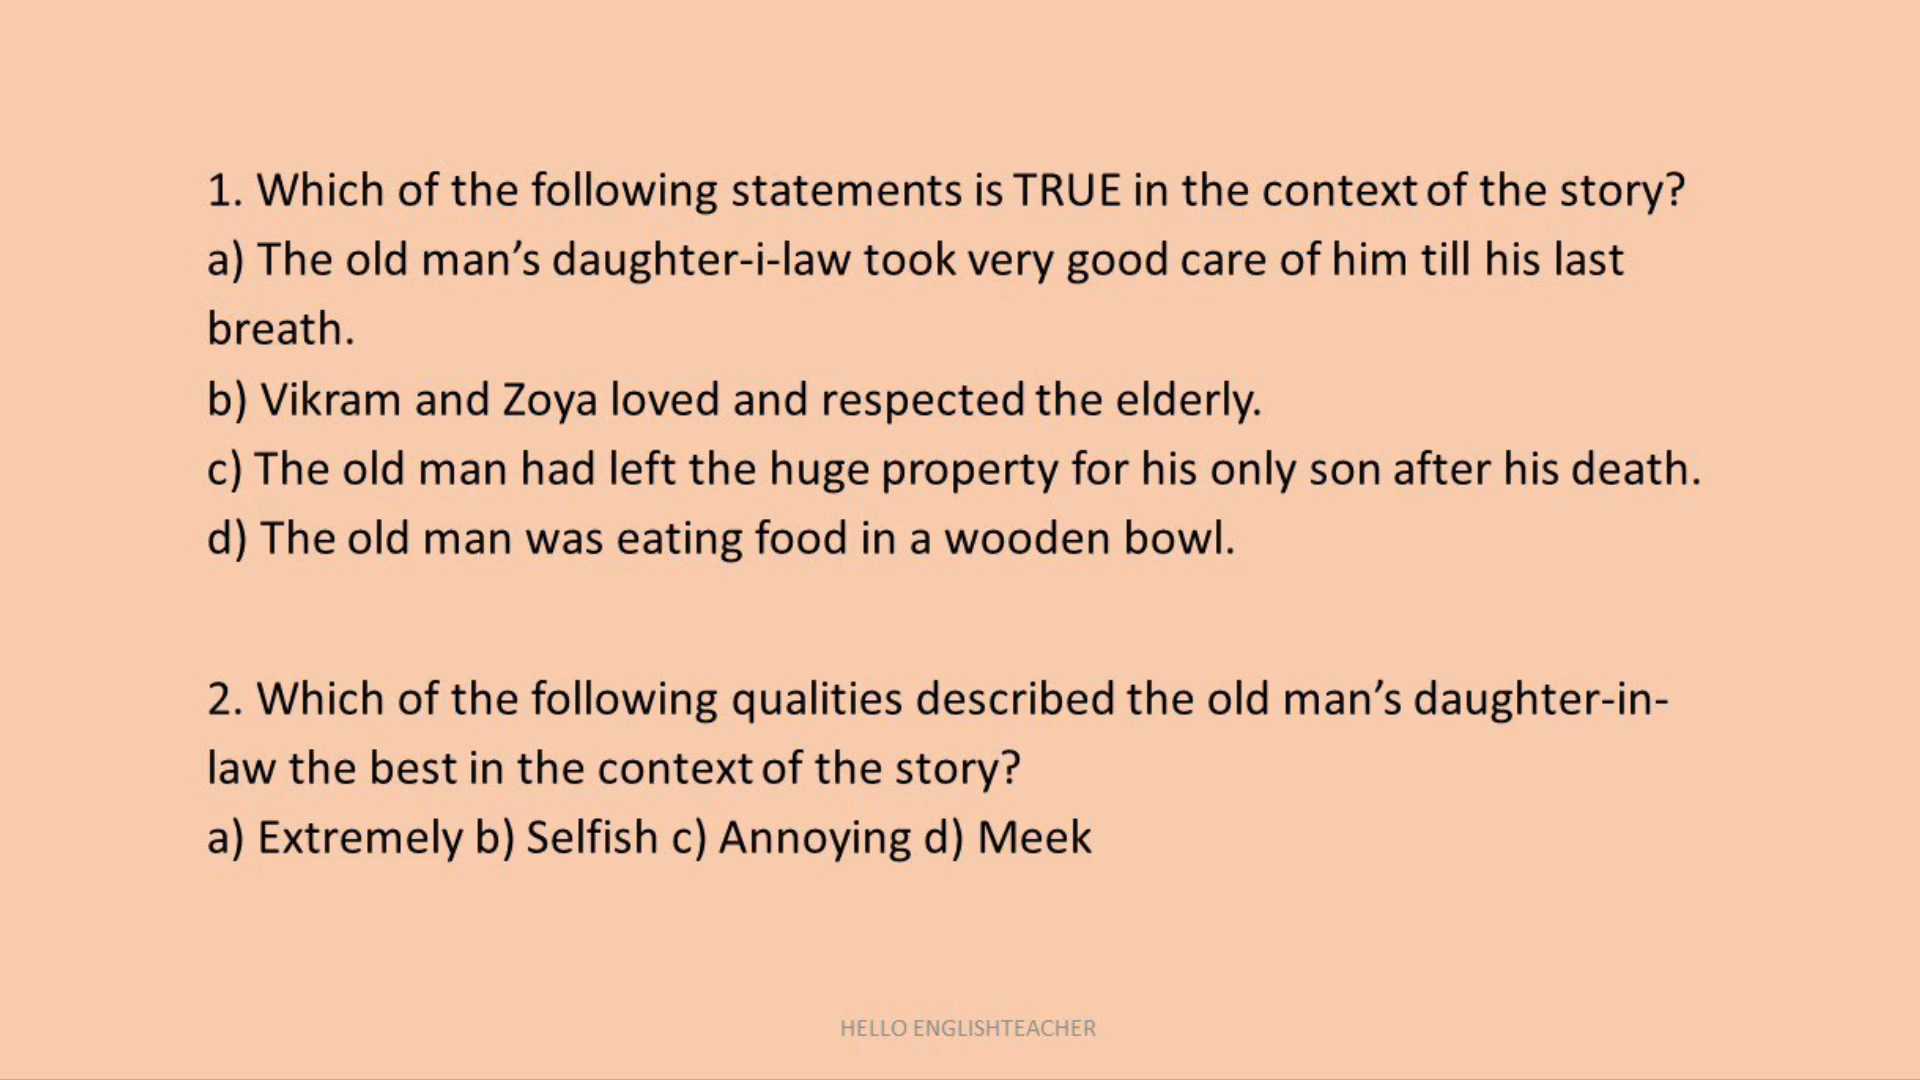 1. Which of the following statements is TRUE in the context of the story?
a) The old man’s daughter-i-law took very good care of him till his last
breath.
b) Vikram and Zoya loved and respected the elderly.
c) The old man had left the huge property for his only son after his death.
d) The old man was eating food in a wooden bowl.
2. Which of the following qualities described the old man’s daughter-in-
law the best in the context of the story?
a) Extremely b) Selfish c) Annoying d) Meek
HELLO ENGLISHTEACHER